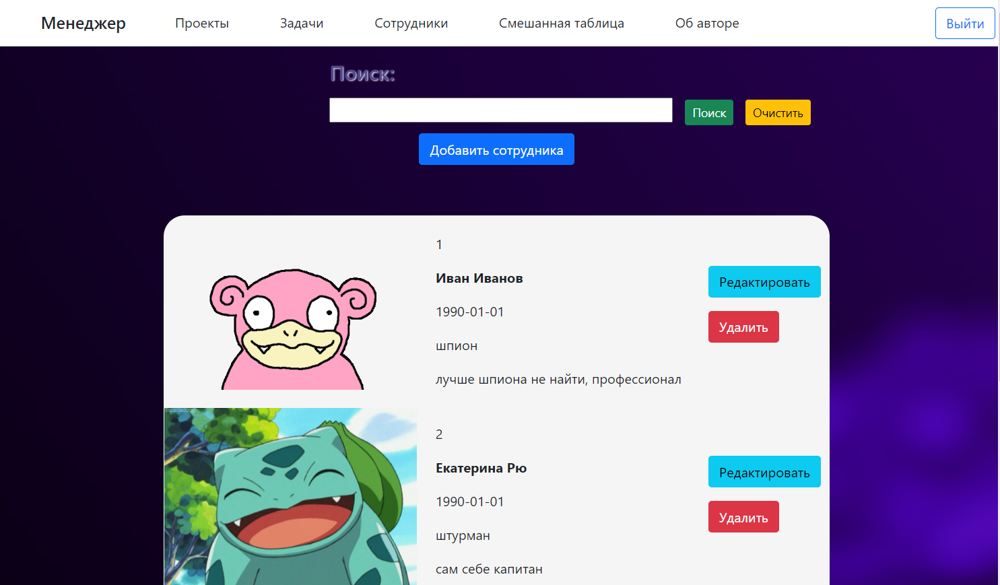 Менеджер Проекты Задачи Сотрудники Смешанная таблица Об авторе Выйти
Поиск:
Поиск Очистить
Добавить сотрудника
1
Иван Иванов
Редактировать
1990-01-01
Удалить
шпион
лучше шпиона не найти, профессионал
2
Екатерина Рю
Редактировать
1990-01-01
Удалить
штурман
сам себе капитан